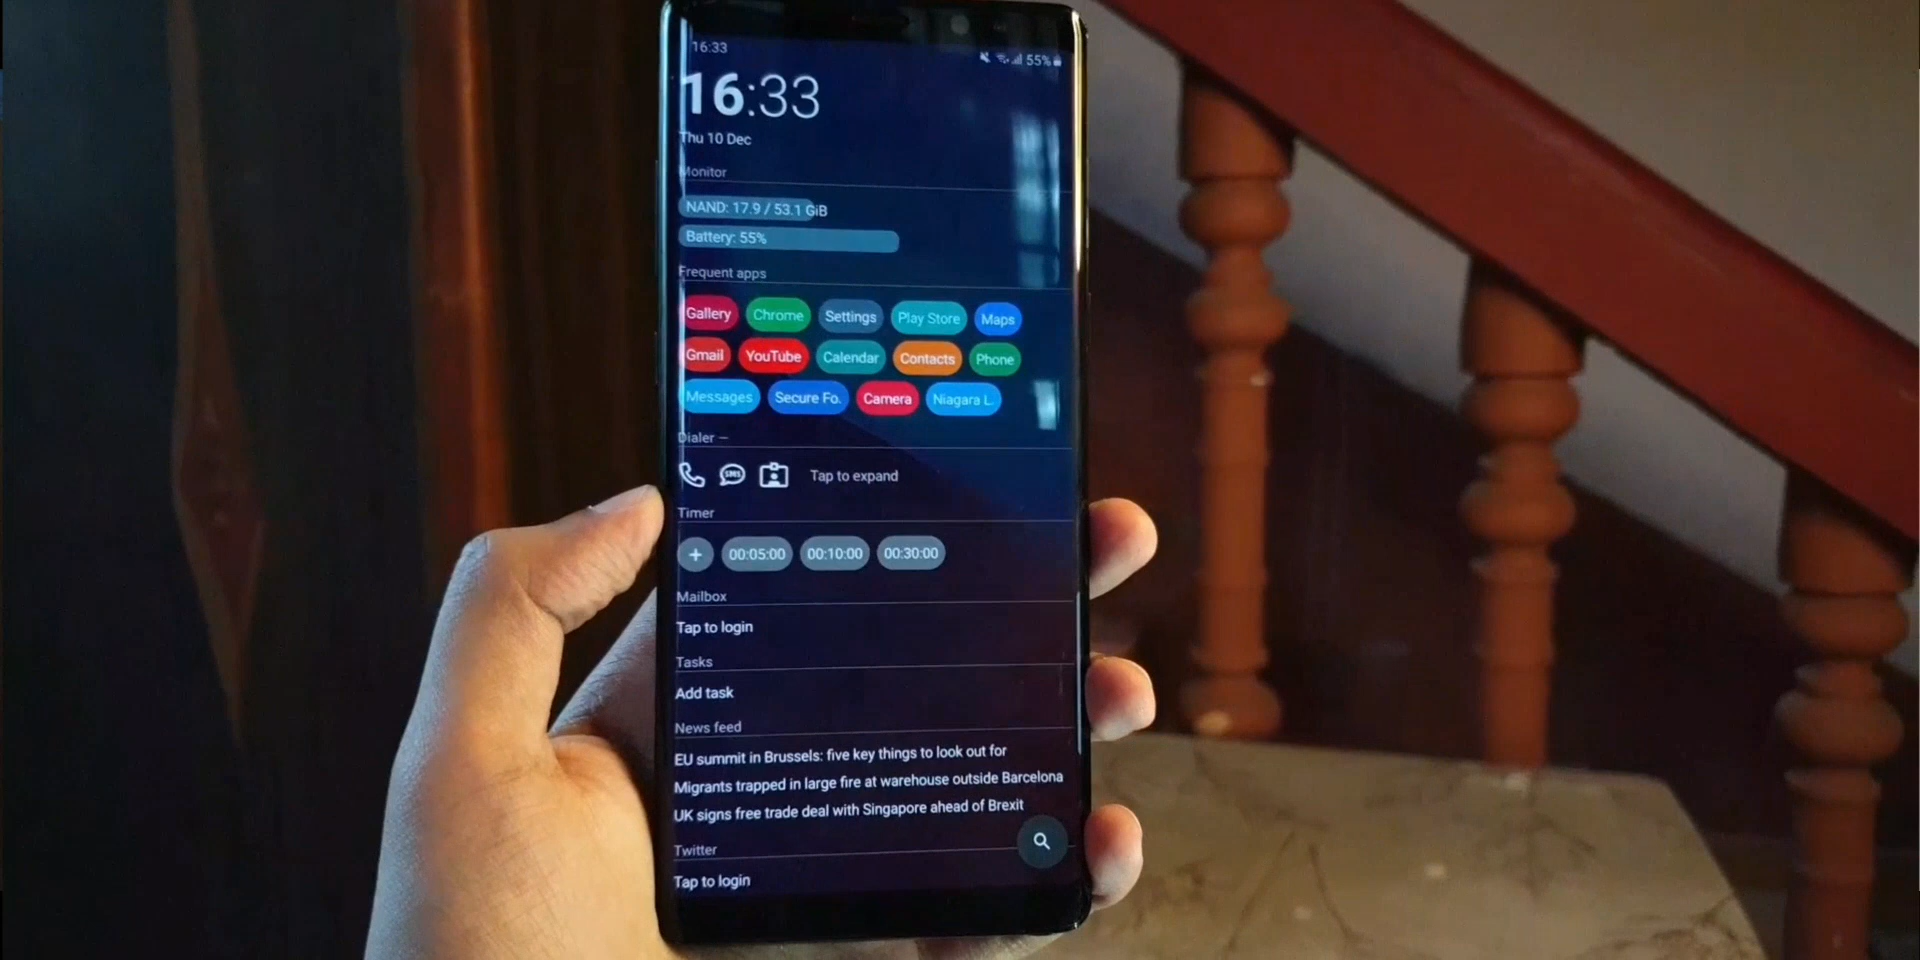 16:33
55%
16:33
Thu 10 Dec
Monitor
NAND: 17.9 / 53.1 GiB
Battery: 55%
Frequent apps
Gallery Chrome Settings Play Store Maps
Gmail YouTube Calendar Contacts Phone
Messages Secure Fo. Camera Niagara L.
Dialer –
SMS Tap to expand
Timer
+ 00:05:00 00:10:00 00:30:00
Mailbox
Tap to login
Tasks
Add task
News feed
EU summit in Brussels: five key things to look out for
Migrants trapped in large fire at warehouse outside Barcelona
UK signs free trade deal with Singapore ahead of Brexit
Twitter
Tap to login